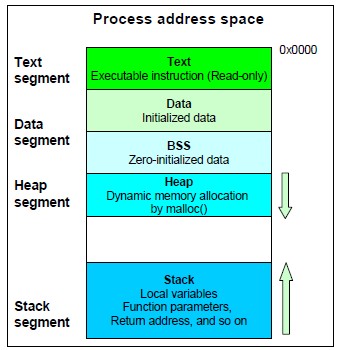 Process address space
0x0000
Text
segment
Text
Executable instruction (Read-only)
Data
segment
Data
Initialized data
BSS
Zero-initialized data
Heap
segment
Heap
Dynamic memory allocation
by malloc()
Stack
segment
Stack
Local variables
Function parameters,
Return address, and so on